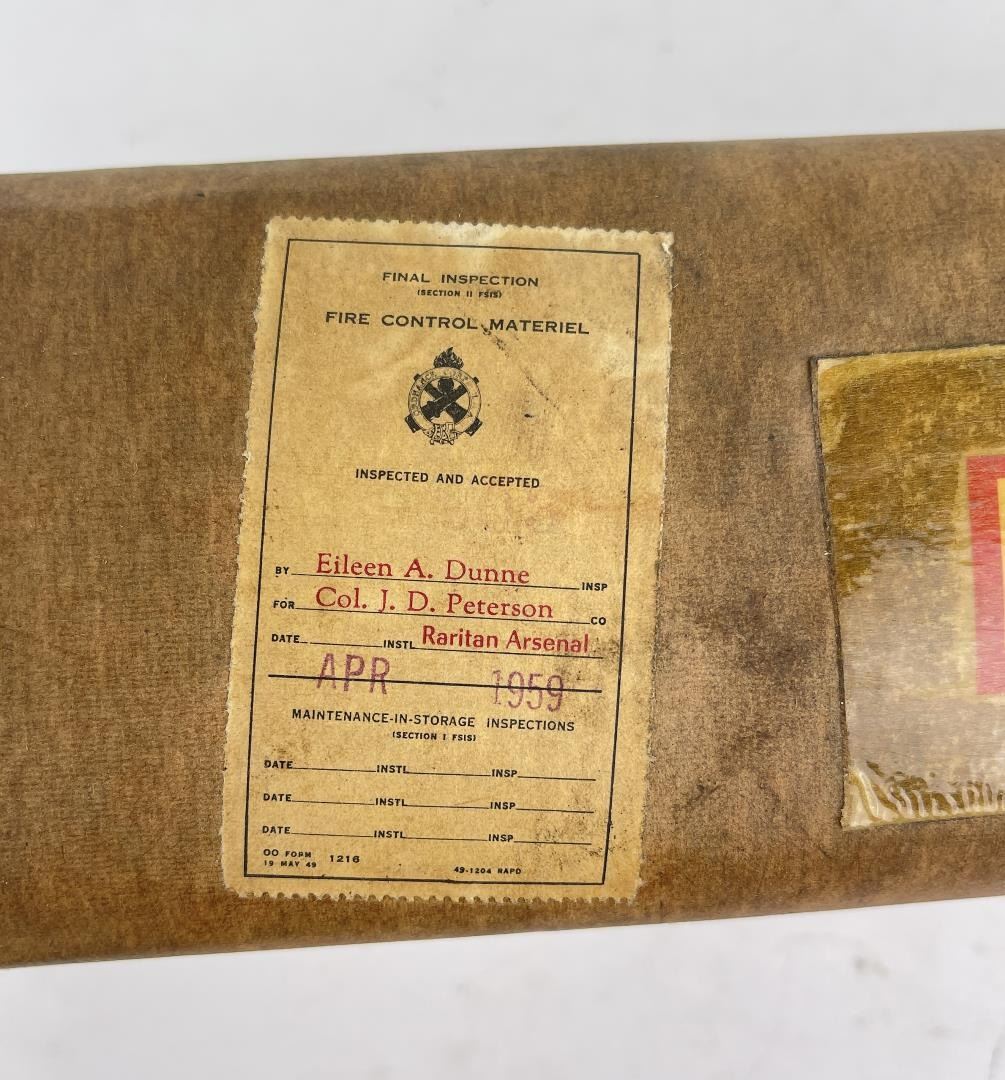 FINAL INSPECTION
(SECTION II FSIS)
FIRE CONTROL MATERIEL
ORDNANCE CORPS
INSPECTED AND ACCEPTED
BY Eileen A. Dunne INSP
FOR Col. J. D. Peterson CO
DATE INSTL Raritan Arsenal
APR 1959
MAINTENANCE-IN-STORAGE INSPECTIONS
(SECTION I FSIS)
DATE INSTL INSP
DATE INSTL INSP
DATE INSTL INSP
OO FORM 1216
19 MAY 49
49-1204 RAPD